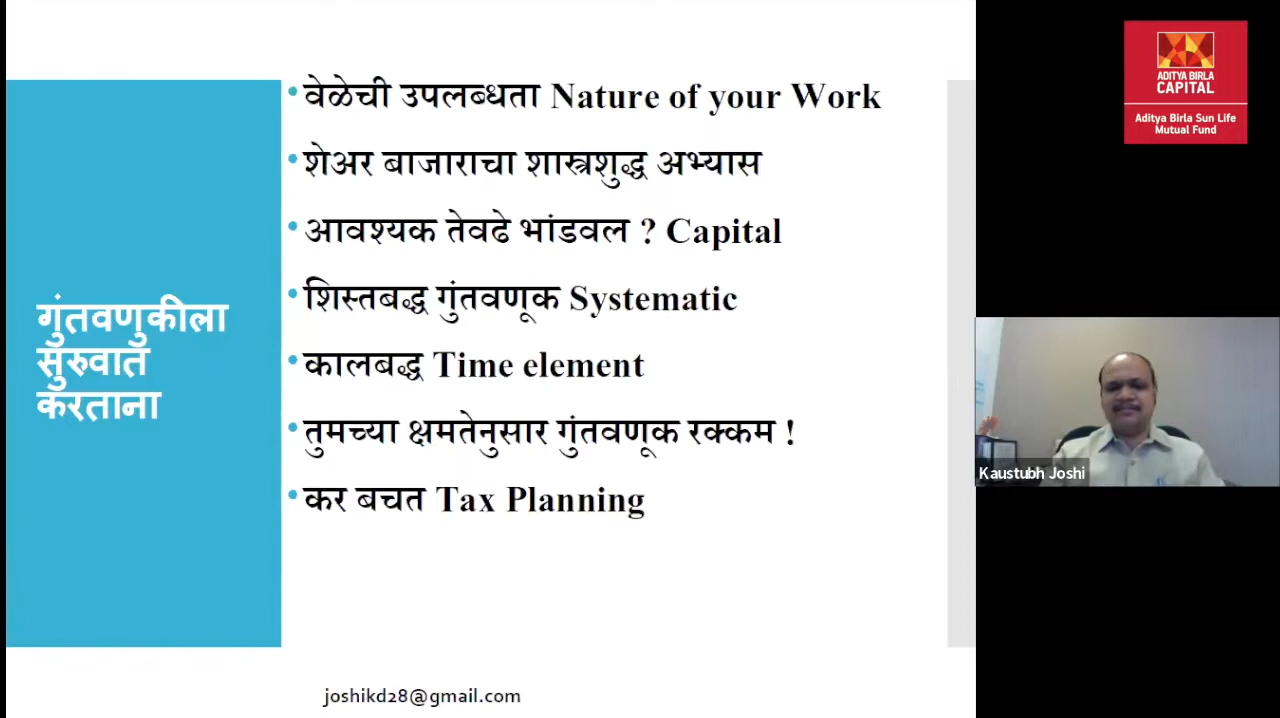 गुंतवणुकीला
सुरुवात
करताना
• वेळेची उपलब्धता Nature of your Work
• शेअर बाजाराचा शास्त्रशुद्ध अभ्यास
• आवश्यक तेवढे भांडवल ? Capital
• शिस्तबद्ध गुंतवणूक Systematic
• कालबद्ध Time element
• तुमच्या क्षमतेनुसार गुंतवणूक रक्कम !
• कर बचत Tax Planning
joshikd28@gmail.com
ADITYA BIRLA
CAPITAL
Aditya Birla Sun Life
Mutual Fund
Kaustubh Joshi